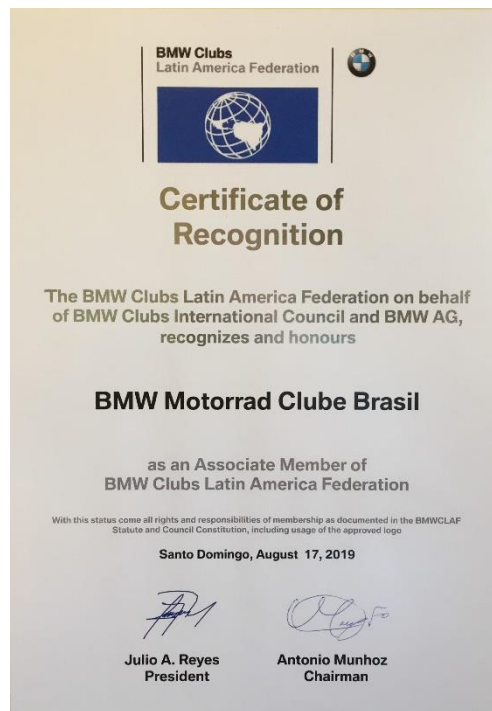 BMW Clubs
Latin America Federation
Certificate of
Recognition
The BMW Clubs Latin America Federation on behalf
of BMW Clubs International Council and BMW AG,
recognizes and honours
BMW Motorrad Clube Brasil
as an Associate Member of
BMW Clubs Latin America Federation
With this status come all rights and responsibilities of membership as documented in the BMWCLAF
Statute and Council Constitution, including usage of the approved logo
Santo Domingo, August 17, 2019
Julio A. Reyes Antonio Munhoz
President Chairman